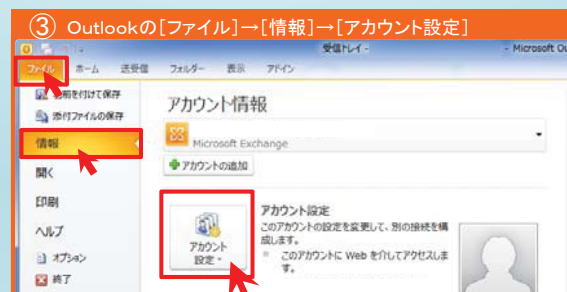 ③ Outlookの[ファイル]→[情報]→[アカウント設定]
受信トレイ - - Microsoft Ou
ファイル ホーム 送受信 フォルダー 表示 アドイン
名前を付けて保存
添付ファイルの保存
情報
開く
印刷
ヘルプ
オプション
終了
アカウント情報
Microsoft Exchange
アカウントの追加
アカウント設定
アカウント設定
このアカウントの設定を変更して、別の接続を構
成します。
このアカウントに Web を介してアクセスしま
す。